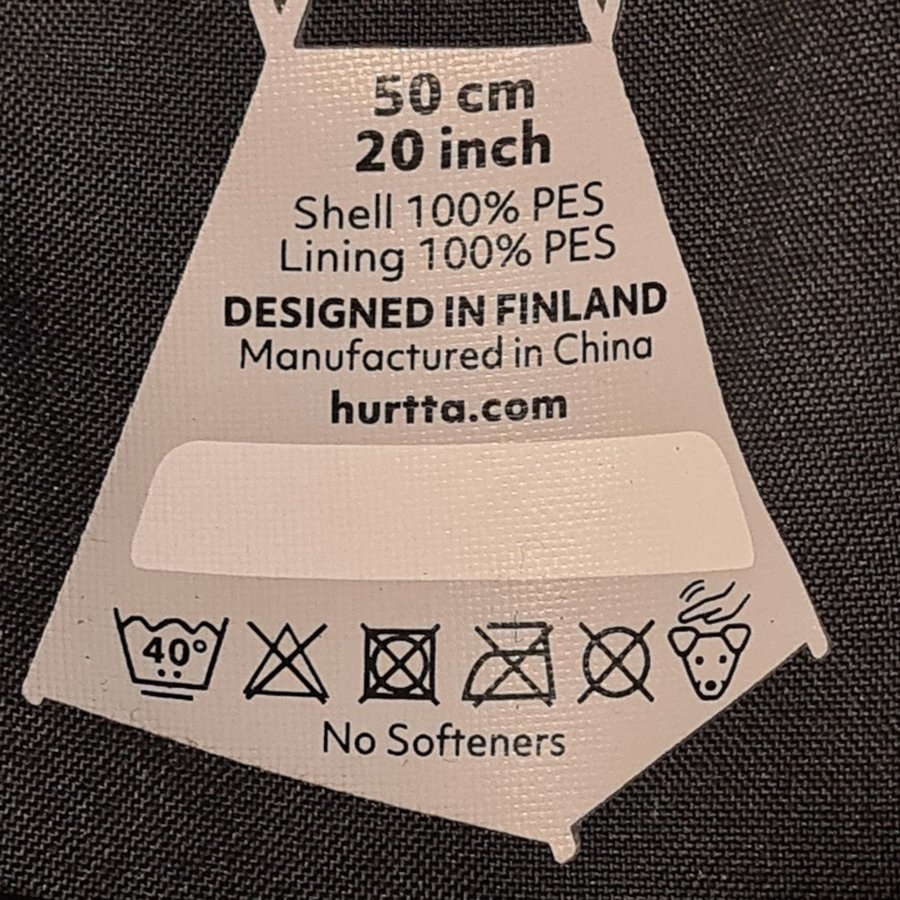 50 cm
20 inch
Shell 100% PES
Lining 100% PES
DESIGNED IN FINLAND
Manufactured in China
hurtta.com
40°
No Softeners